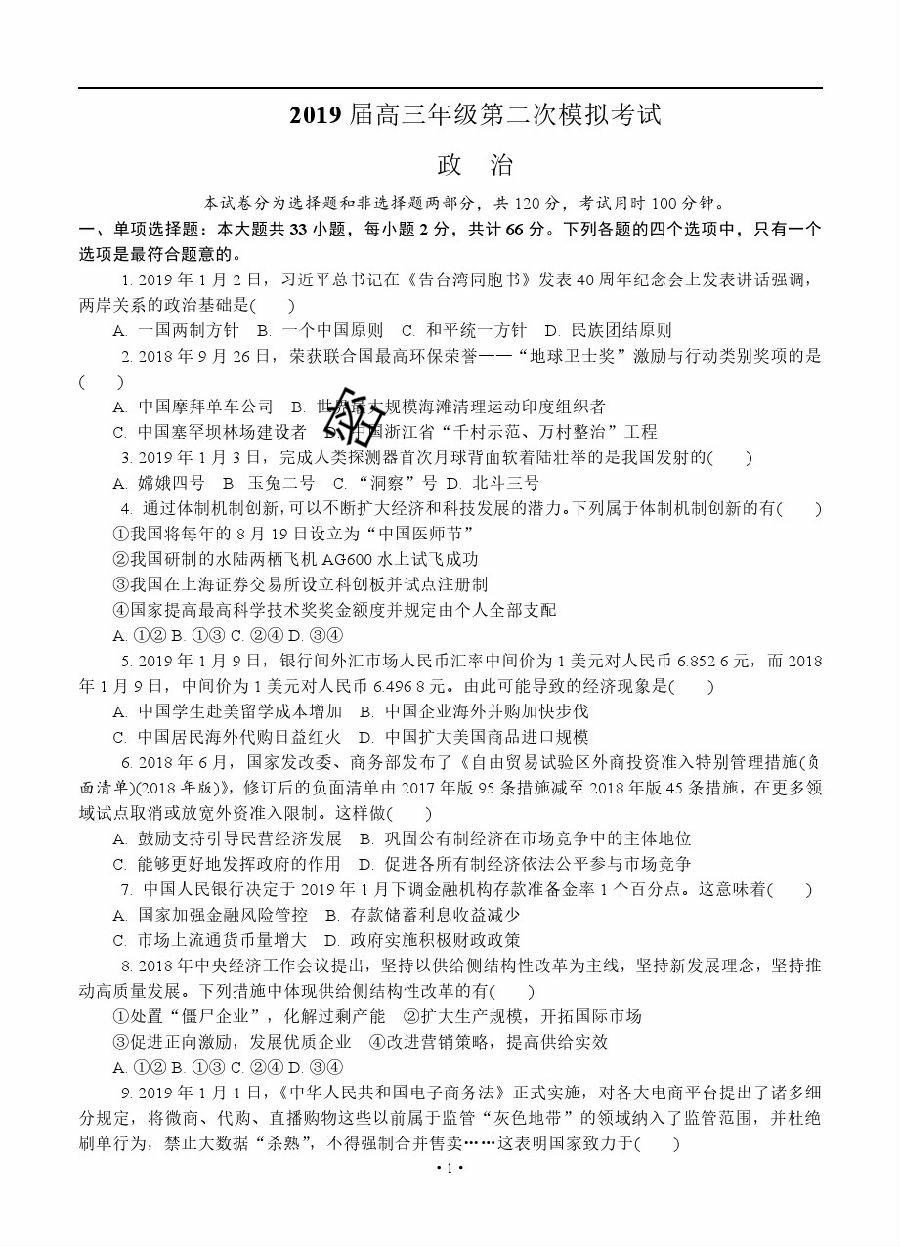 2019 届高三年级第二次模拟考试
政 治
本试卷分为选择题和非选择题两部分，共 120 分，考试月时 100 分钟。
一、单项选择题：本大题共 33 小题，每小题 2 分，共计 66 分。下列各题的四个选项中，只有一个
选项是最符合题意的。
1. 2019 年 1 月 2 日，习近平总书记在《告台湾同胞书》发表 40 周年纪念会上发表讲话强调，
两岸关系的政治基础是( )
A. 一国两制方针 B. 一个中国原则 C. 和平统一方针 D. 民族团结原则
2. 2018 年 9 月 26 日，荣获联合国最高环保荣誉——“地球卫士奖”激励与行动类别奖项的是
( )
A. 中国摩拜单车公司 B. 世界最大规模海滩清理运动印度组织者
C. 中国塞罕坝林场建设者 D. 中国浙江省“千村示范、万村整治”工程
3. 2019 年 1 月 3 日，完成人类探测器首次月球背面软着陆壮举的是我国发射的( )
A. 嫦娥四号 B 玉兔二号 C. “洞察”号 D. 北斗三号
4. 通过体制机制创新,可以不断扩大经济和科技发展的潜力。下列属于体制机制创新的有( )
①我国将每年的 8 月 19 日设立为“中国医师节”
②我国研制的水陆两栖飞机 AG600 水上试飞成功
③我国在上海证券交易所设立科创板并试点注册制
④国家提高最高科学技术奖奖金额度并规定由个人全部支配
A. ①② B. ①③ C. ②④ D. ③④
5. 2019 年 1 月 9 日，银行间外汇市场人民币汇率中间价为 1 美元对人民币 6.852 6 元，而 2018
年 1 月 9 日，中间价为 1 美元对人民币 6.496 8 元。由此可能导致的经济现象是( )
A. 中国学生赴美留学成本增加 B. 中国企业海外并购加快步伐
C. 中国居民海外代购日益红火 D. 中国扩大美国商品进口规模
6. 2018 年 6 月，国家发改委、商务部发布了《自由贸易试验区外商投资准入特别管理措施(负
面清单)(2018 年版)》，修订后的负面清单由 2017 年版 95 条措施减至 2018 年版 45 条措施，在更多领
域试点取消或放宽外资准入限制。这样做( )
A. 鼓励支持引导民营经济发展 B. 巩固公有制经济在市场竞争中的主体地位
C. 能够更好地发挥政府的作用 D. 促进各所有制经济依法公平参与市场竞争
7. 中国人民银行决定于 2019 年 1 月下调金融机构存款准备金率 1 个百分点。这意味着( )
A. 国家加强金融风险管控 B. 存款储蓄利息收益减少
C. 市场上流通货币量增大 D. 政府实施积极财政政策
8. 2018 年中央经济工作会议提出，坚持以供给侧结构性改革为主线，坚持新发展理念，坚持推
动高质量发展。下列措施中体现供给侧结构性改革的有( )
①处置“僵尸企业”，化解过剩产能 ②扩大生产规模，开拓国际市场
③促进正向激励，发展优质企业 ④改进营销策略，提高供给实效
A. ①② B. ①③ C. ②④ D. ③④
9. 2019 年 1 月 1 日，《中华人民共和国电子商务法》正式实施，对各大电商平台提出了诸多细
分规定，将微商、代购、直播购物这些以前属于监管“灰色地带”的领域纳入了监管范围，并杜绝
刷单行为，禁止大数据“杀熟”，不得强制合并售卖……这表明国家致力于( )
·1·